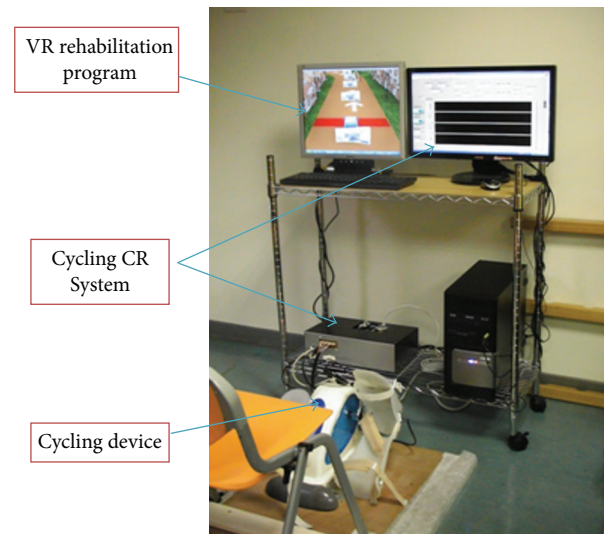 VR rehabilitation
program
Cycling CR
System
Cycling device